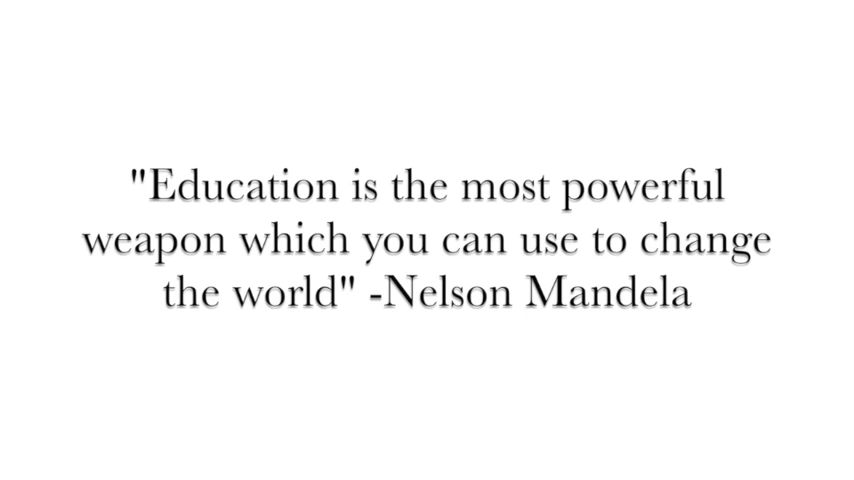 "Education is the most powerful
weapon which you can use to change
the world" -Nelson Mandela